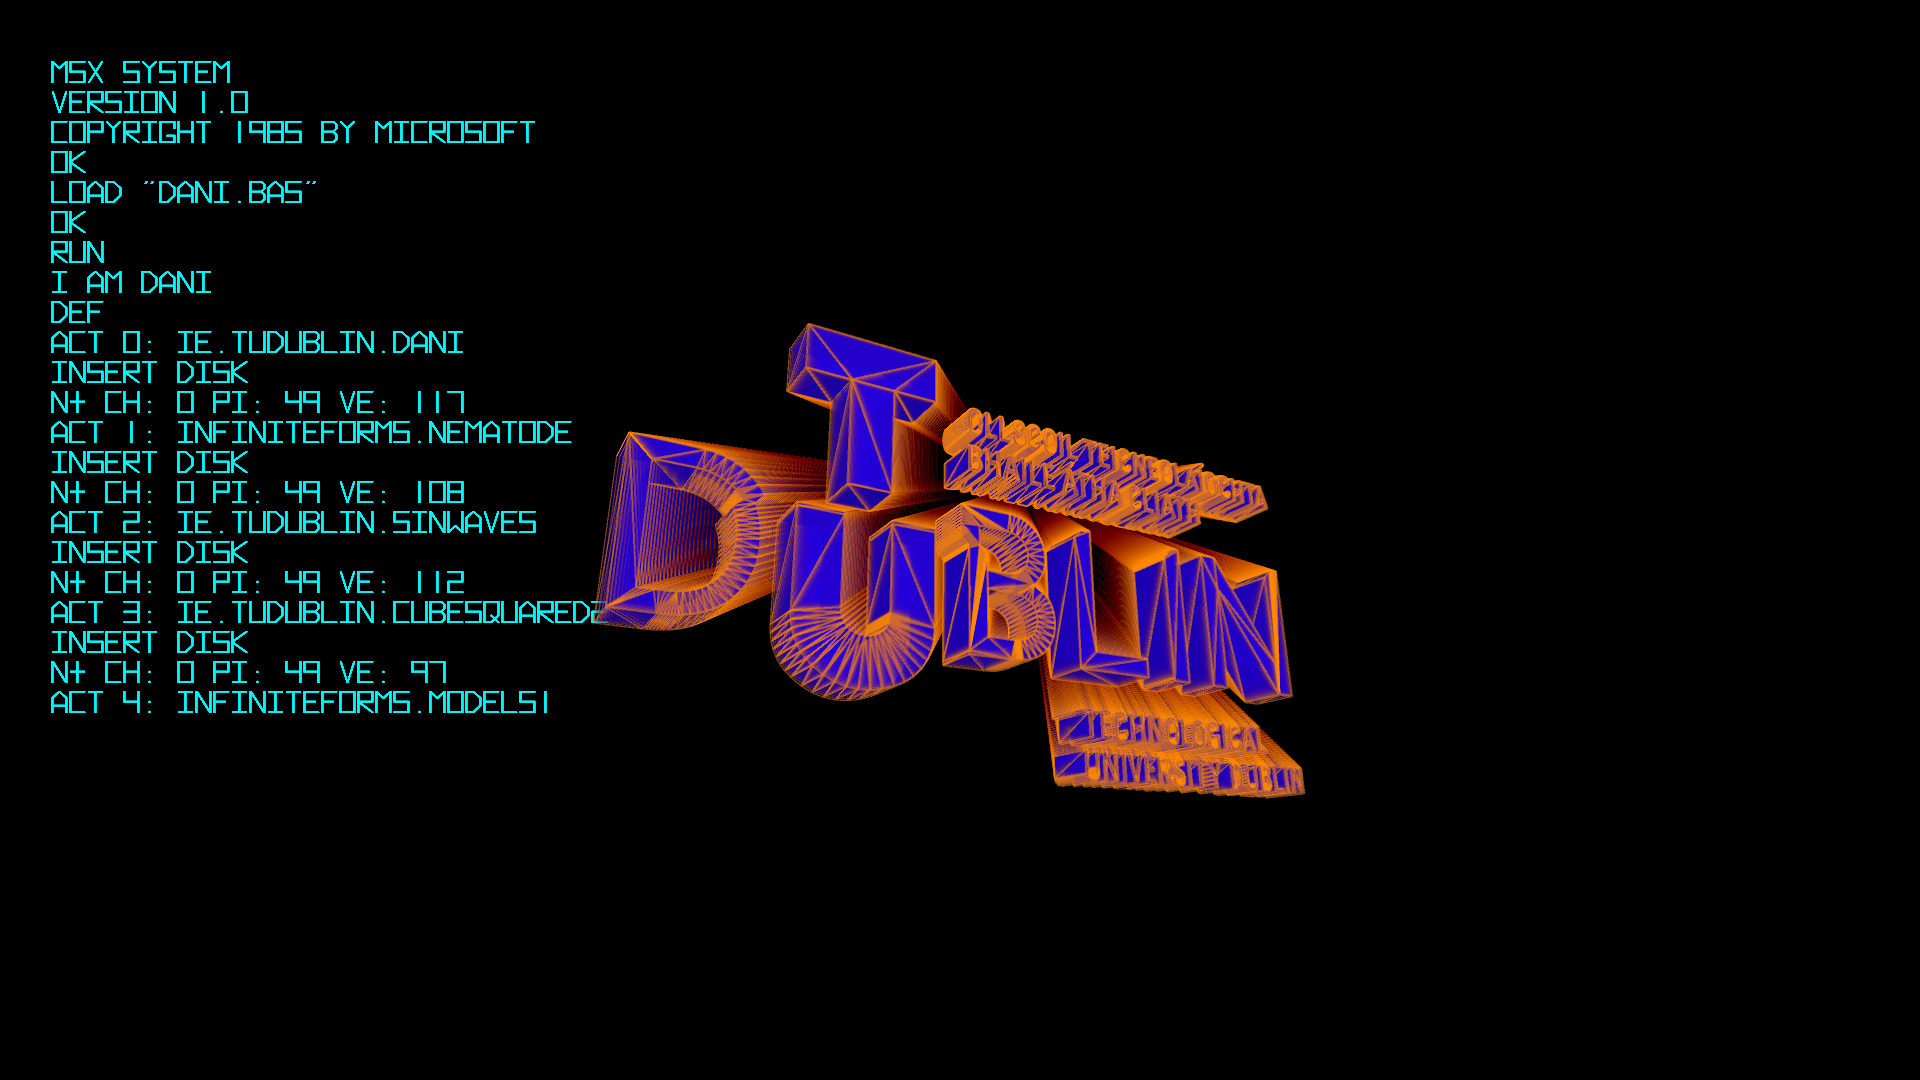 MSX SYSTEM
VERSION 1.0
COPYRIGHT 1985 BY MICROSOFT
OK
LOAD "DANI.BAS"
OK
RUN
I AM DANI
DEF
ACT 0: IE.TUDUBLIN.DANI
INSERT DISK
N+ CH: 0 PI: 49 VE: 117
ACT 1: INFINITEFORMS.NEMATODE
INSERT DISK
N+ CH: 0 PI: 49 VE: 108
ACT 2: IE.TUDUBLIN.SINWAVES
INSERT DISK
N+ CH: 0 PI: 49 VE: 112
ACT 3: IE.TUDUBLIN.CUBESQUARED2
INSERT DISK
N+ CH: 0 PI: 49 VE: 97
ACT 4: INFINITEFORMS.MODELS1
T
OLLSCOIL TEICNEOLAÍOCHTA
BHAILE ÁTHA CLIATH
DUBLIN
TECHNOLOGICAL
UNIVERSITY DUBLIN